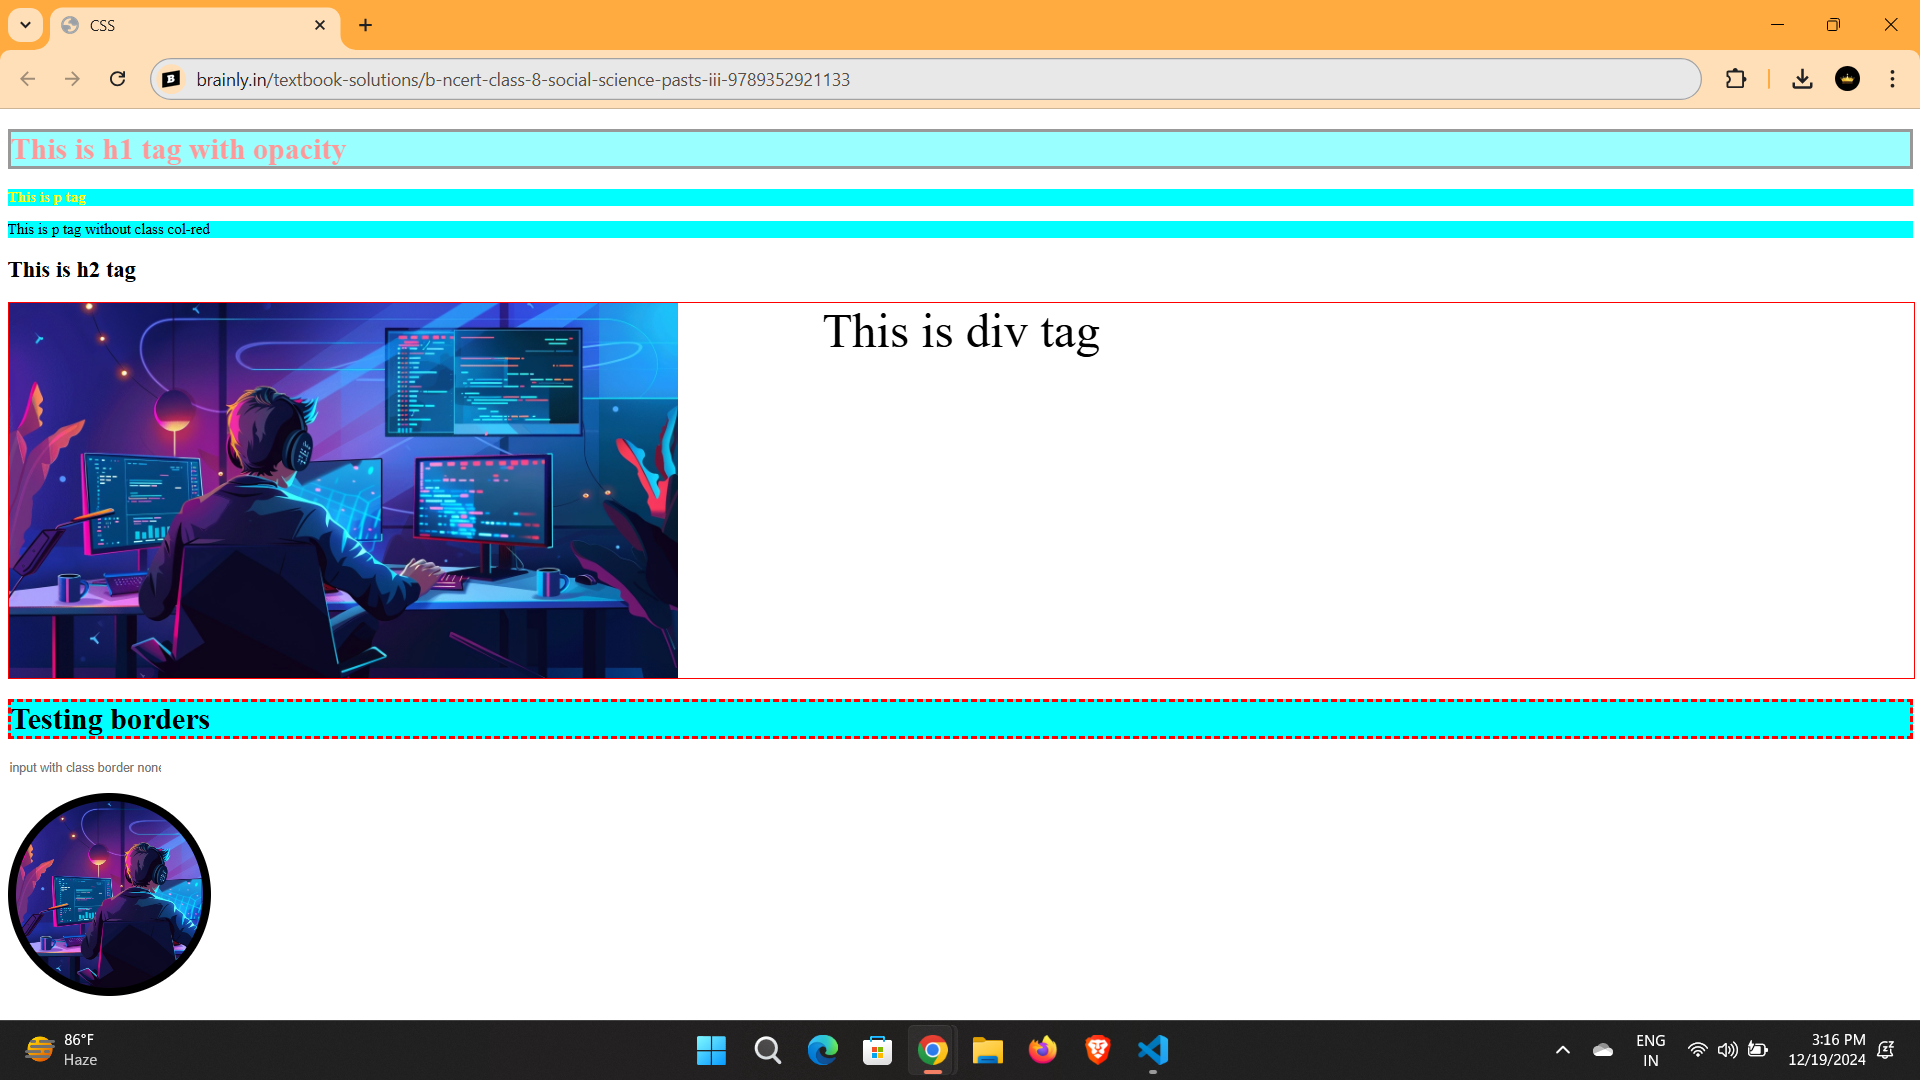 CSS
brainly.in/textbook-solutions/b-ncert-class-8-social-science-pasts-iii-9789352921133
This is h1 tag with opacity
This is p tag
This is p tag without class col-red
This is h2 tag
This is div tag
Testing borders
input with class border none
86°F
Haze
ENG
IN
3:16 PM
12/19/2024